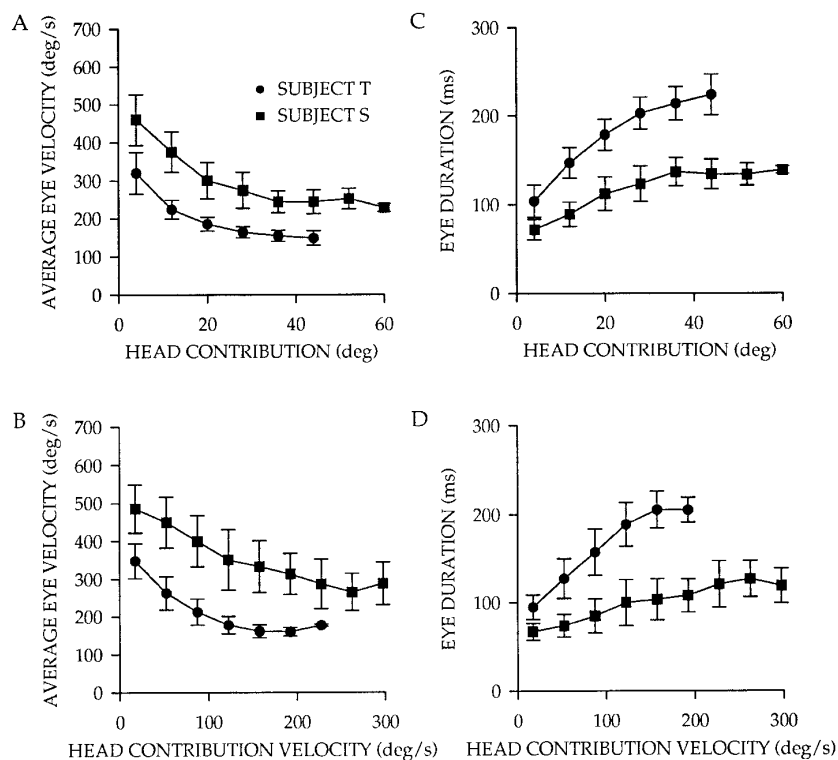 A
AVERAGE EYE VELOCITY (deg/s)
700
600
500
400
300
200
100
0
● SUBJECT T
■ SUBJECT S
0 20 40 60
HEAD CONTRIBUTION (deg)
C
EYE DURATION (ms)
300
200
100
0
0 20 40 60
HEAD CONTRIBUTION (deg)
B
AVERAGE EYE VELOCITY (deg/s)
700
600
500
400
300
200
100
0
0 100 200 300
HEAD CONTRIBUTION VELOCITY (deg/s)
D
EYE DURATION (ms)
300
200
100
0
0 100 200 300
HEAD CONTRIBUTION VELOCITY (deg/s)